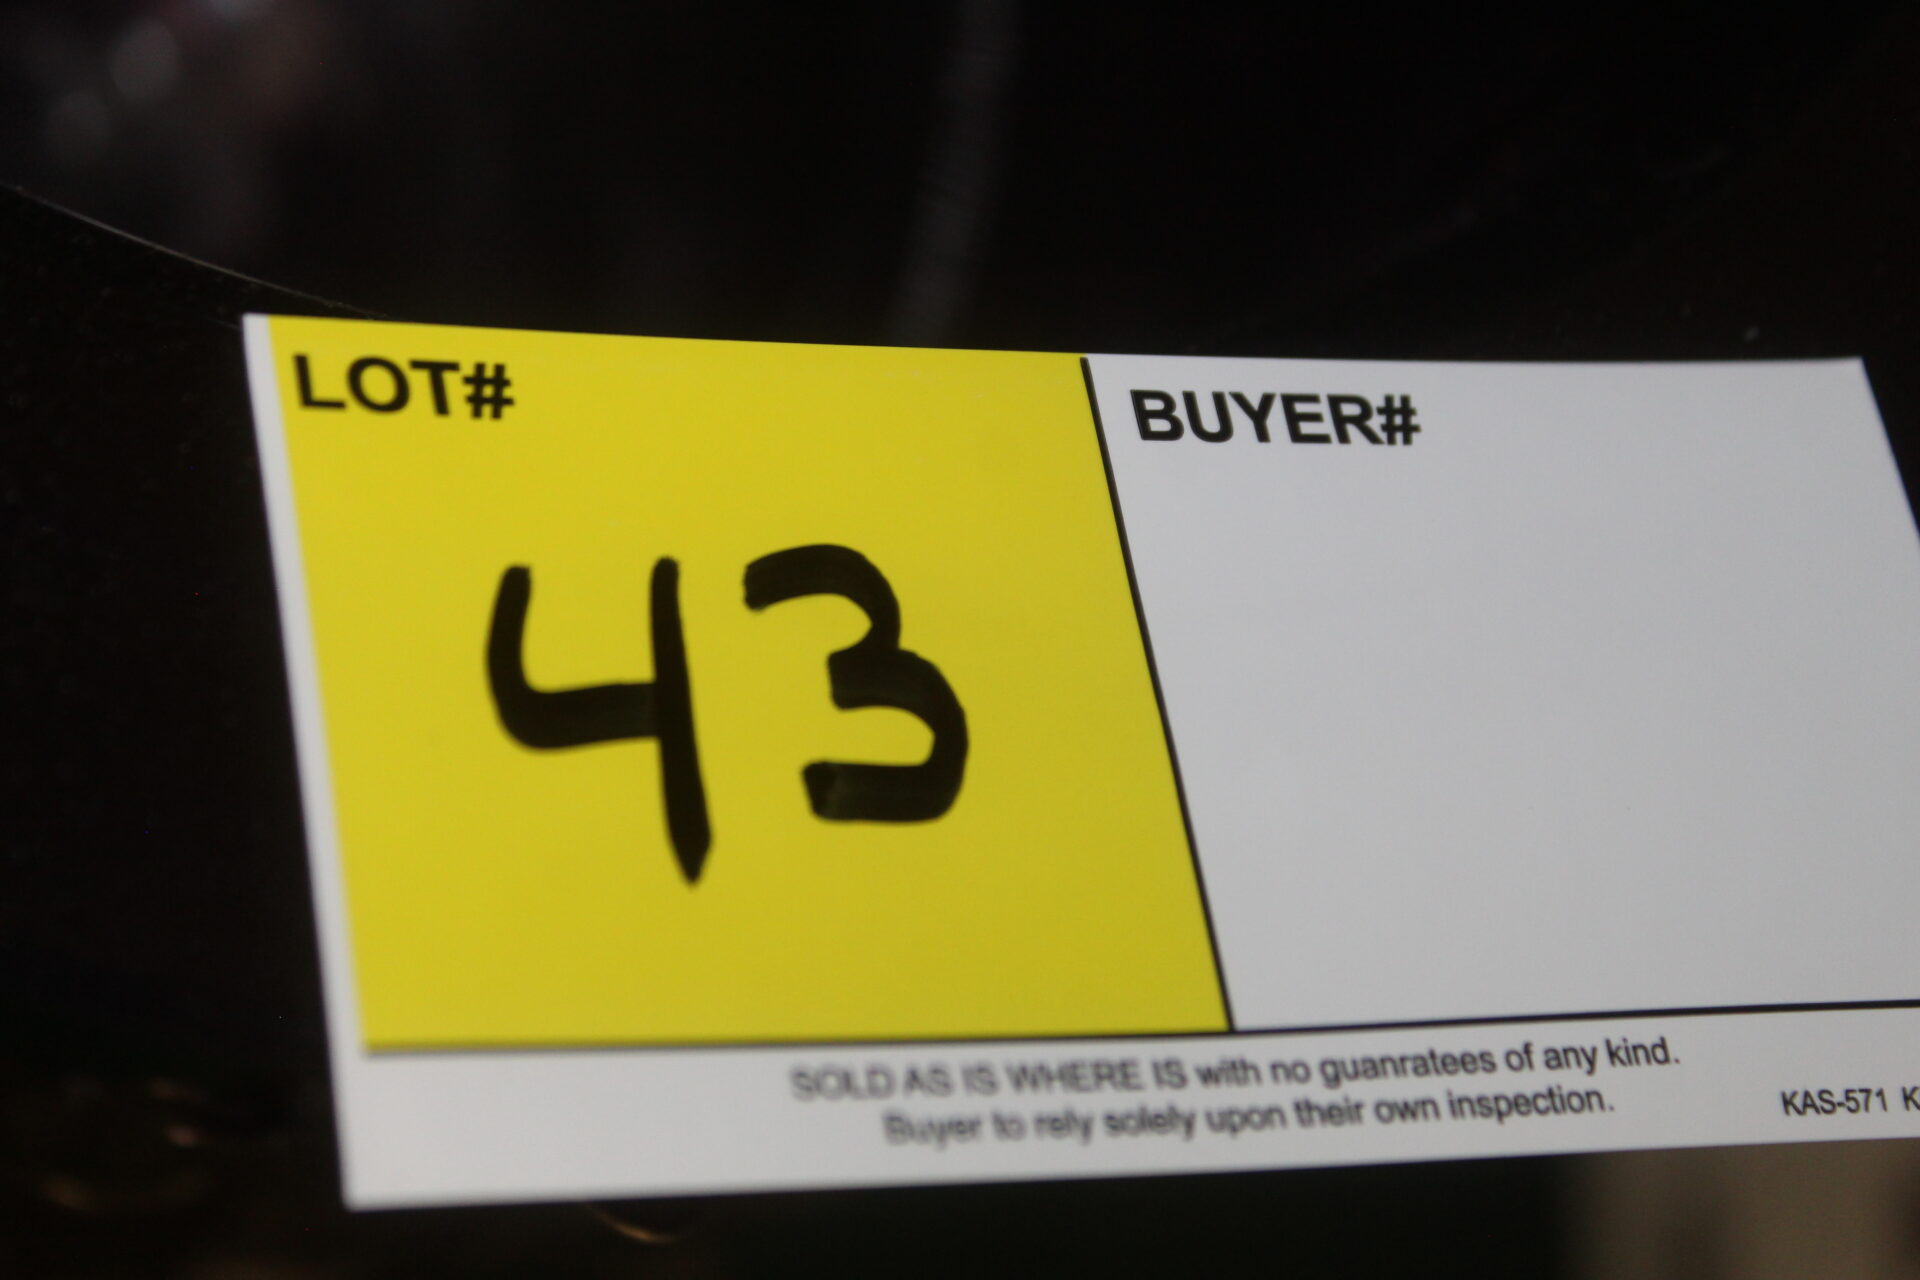 LOT#
BUYER#
43
SOLD AS IS WHERE IS with no guanratees of any kind.
Buyer to rely solely upon their own inspection.
KAS-571